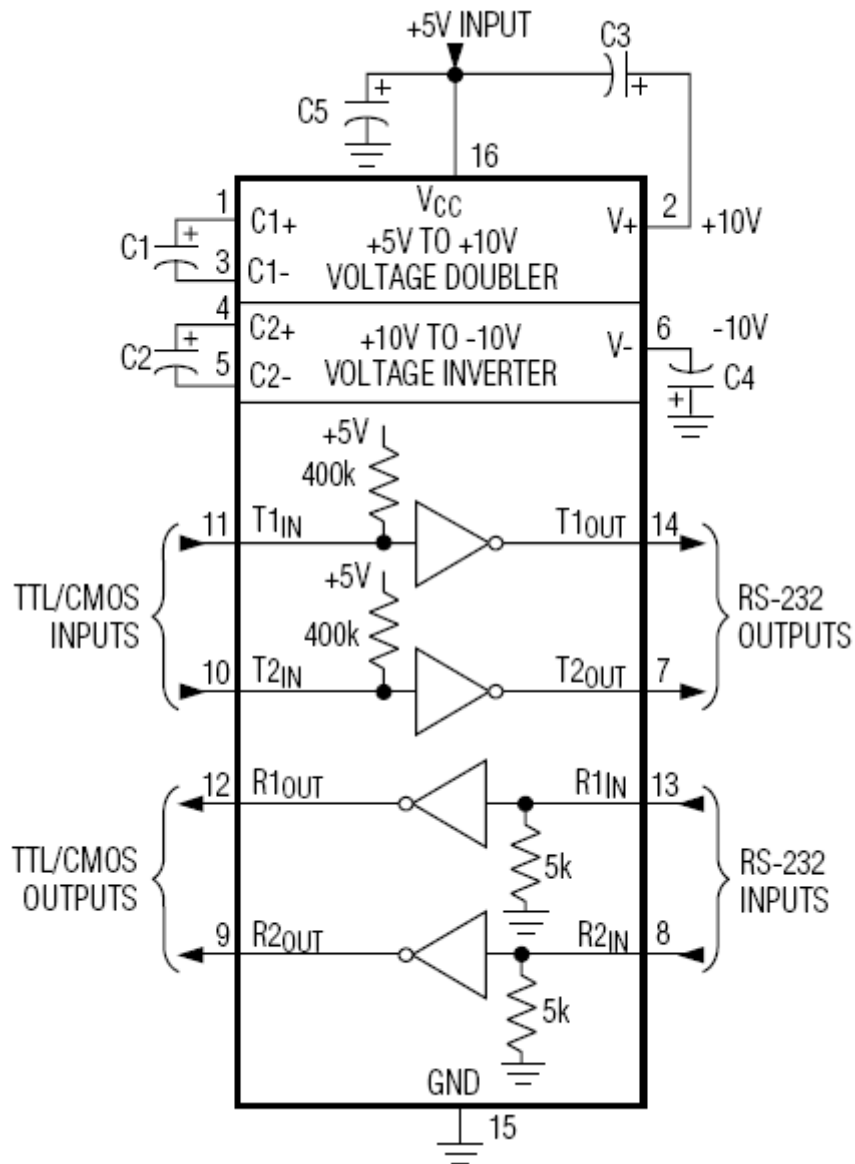 +5V INPUT
C3
+
+
C5
16
1
VCC
2
C1+
V+
+10V
+
C1
+5V TO +10V
3
C1-
VOLTAGE DOUBLER
4
C2+
6
-10V
+
+10V TO -10V
V-
C2
5
C2-
VOLTAGE INVERTER
C4
+
+5V
400k
11
T1IN
T1OUT
14
+5V
TTL/CMOS
INPUTS
RS-232
OUTPUTS
400k
10
T2IN
T2OUT
7
12
R1OUT
R1IN
13
TTL/CMOS
OUTPUTS
5k
RS-232
INPUTS
9
R2OUT
R2IN
8
5k
GND
15